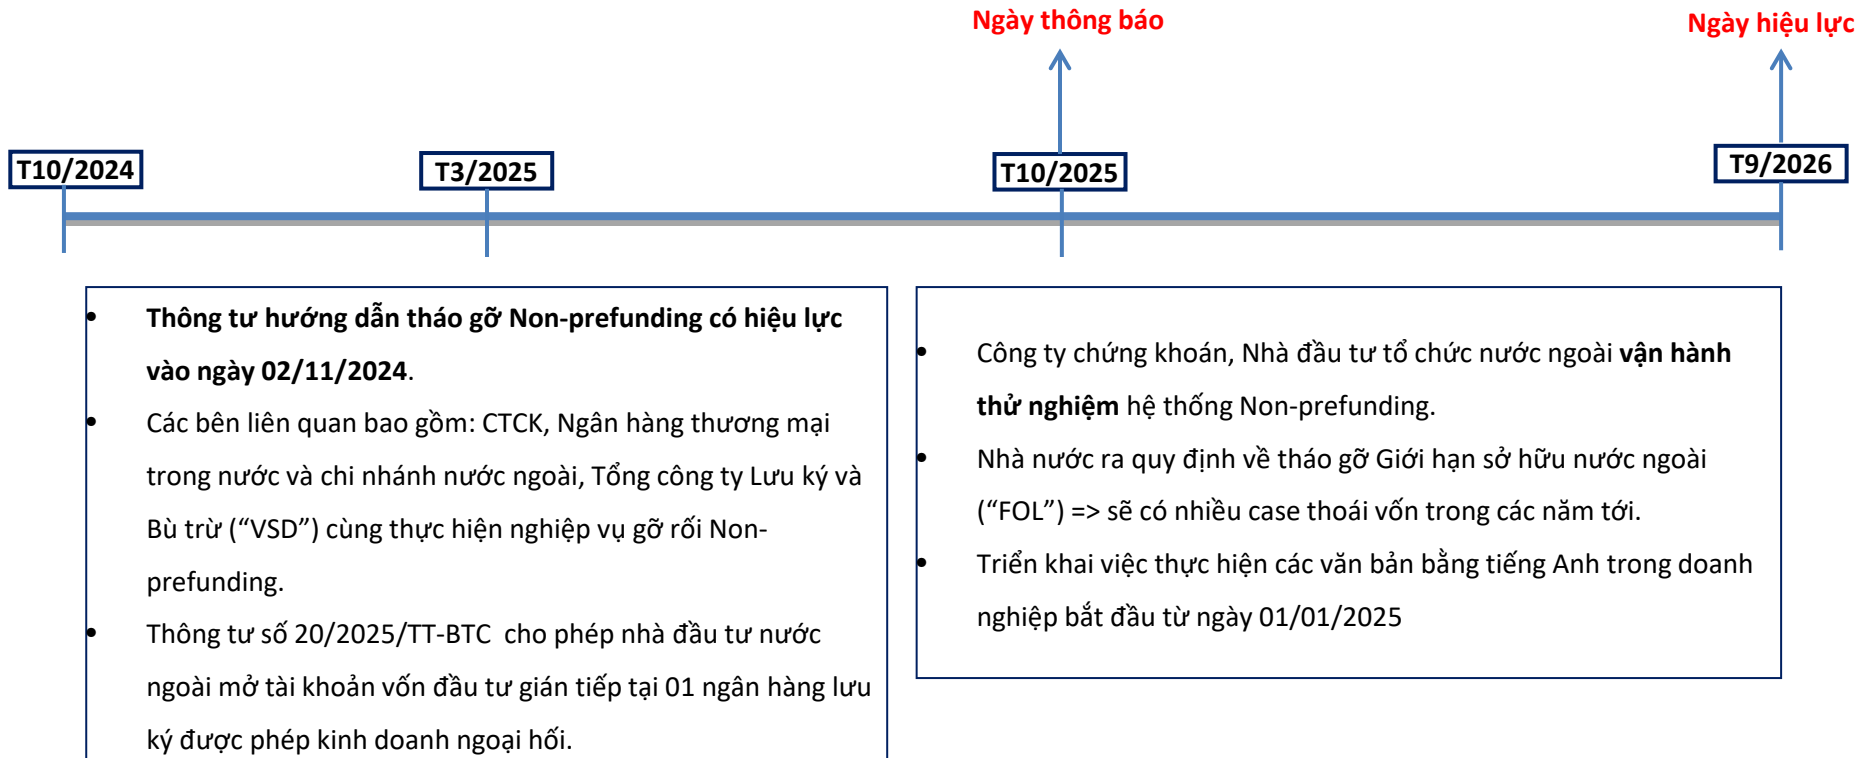 Ngày thông báo
Ngày hiệu lực
T10/2024
T3/2025
T10/2025
T9/2026
• Thông tư hướng dẫn tháo gỡ Non-prefunding có hiệu lực
vào ngày 02/11/2024.
• Các bên liên quan bao gồm: CTCK, Ngân hàng thương mại
trong nước và chi nhánh nước ngoài, Tổng công ty Lưu ký và
Bù trừ (“VSD”) cùng thực hiện nghiệp vụ gỡ rối Non-
prefunding.
• Thông tư số 20/2025/TT-BTC cho phép nhà đầu tư nước
ngoài mở tài khoản vốn đầu tư gián tiếp tại 01 ngân hàng lưu
ký được phép kinh doanh ngoại hối.
• Công ty chứng khoán, Nhà đầu tư tổ chức nước ngoài vận hành
thử nghiệm hệ thống Non-prefunding.
• Nhà nước ra quy định về tháo gỡ Giới hạn sở hữu nước ngoài
(“FOL”) => sẽ có nhiều case thoái vốn trong các năm tới.
• Triển khai việc thực hiện các văn bản bằng tiếng Anh trong doanh
nghiệp bắt đầu từ ngày 01/01/2025